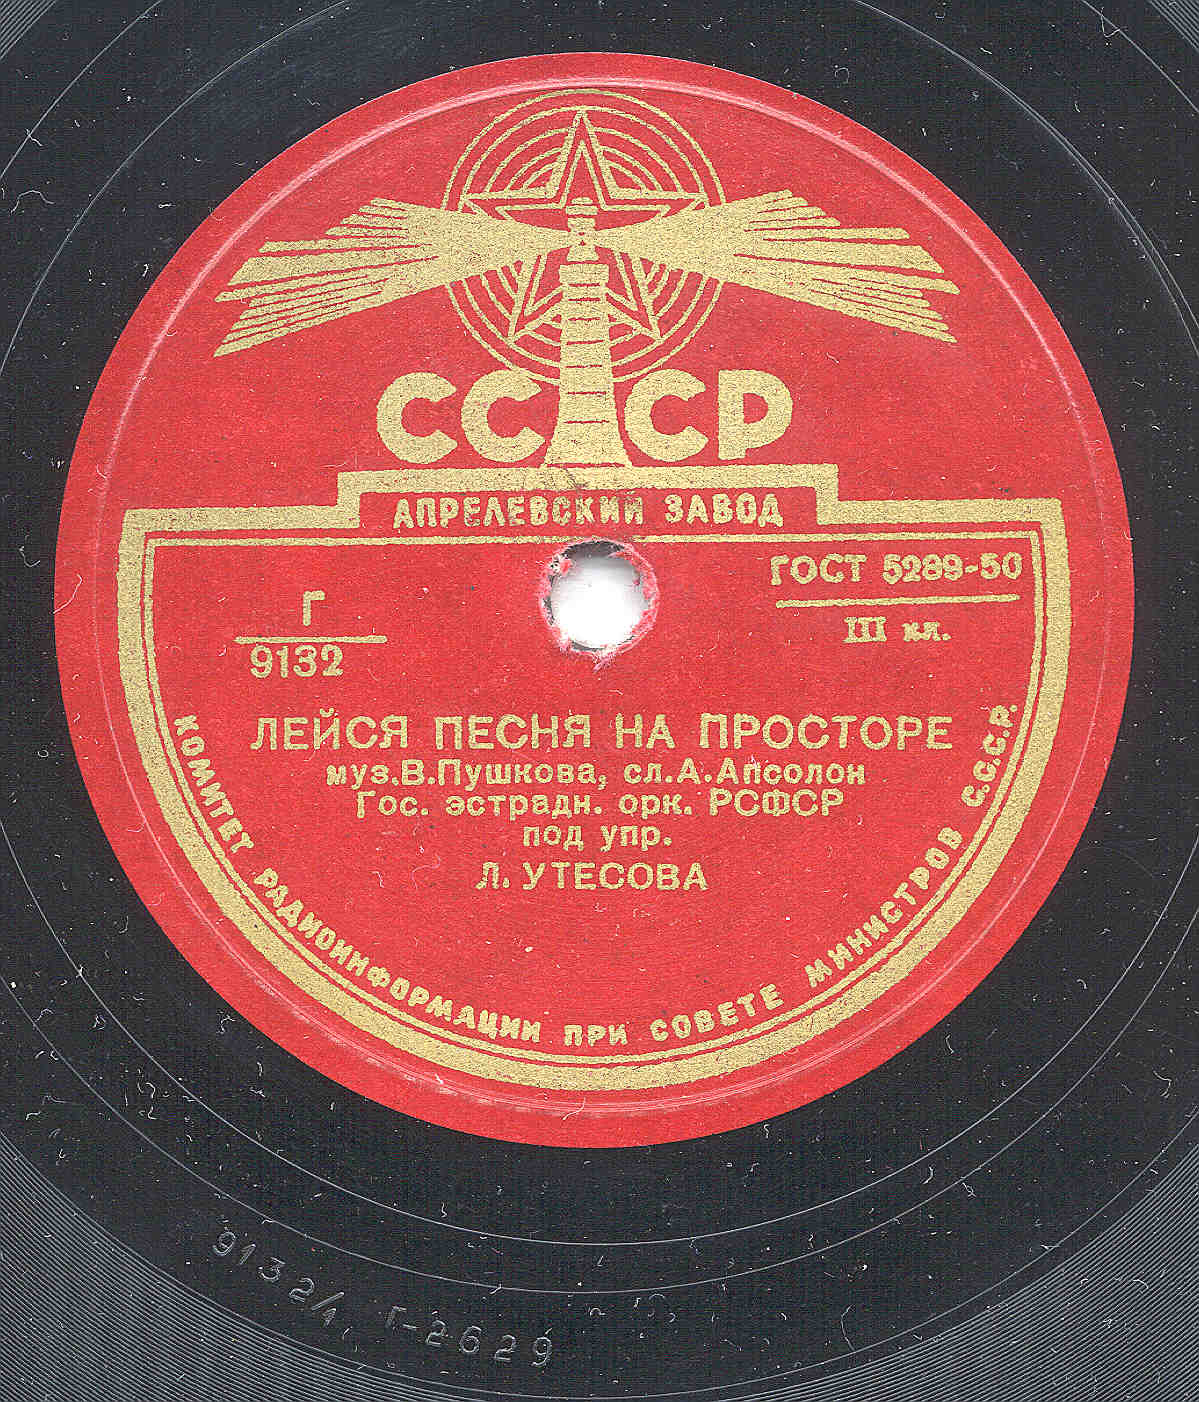 СССР
АПРЕЛЕВСКИЙ ЗАВОД
ГОСТ 5289-50
III кл.
Г
9132
ЛЕЙСЯ ПЕСНЯ НА ПРОСТОРЕ
муз.В.Пушкова, сл.А.Апсолон
Гос. эстрадн. орк. РСФСР
под упр.
Л. УТЕСОВА
КОМИТЕТ РАДИОИНФОРМАЦИИ ПРИ СОВЕТЕ МИНИСТРОВ С.С.С.Р.
9132/1 Г-2629